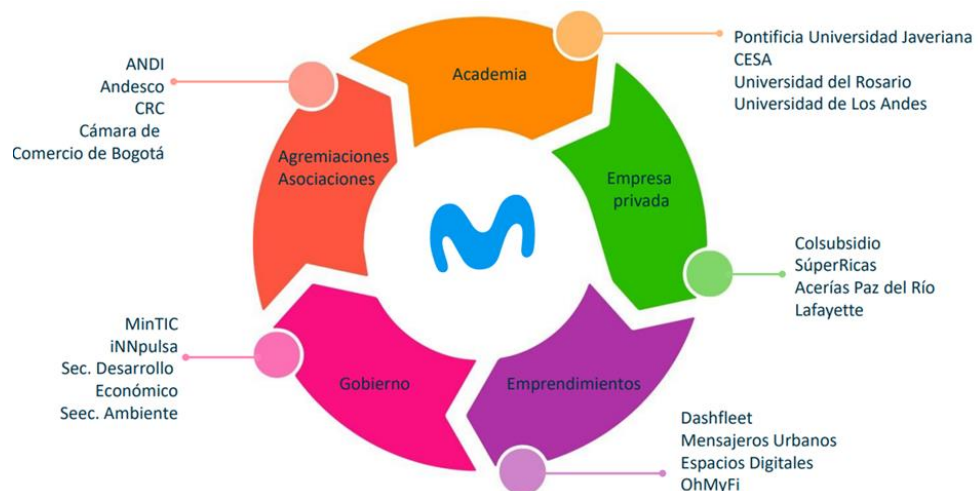 Academia
Pontificia Universidad Javeriana
CESA
Universidad del Rosario
Universidad de Los Andes
Empresa
privada
Colsubsidio
SúperRicas
Acerías Paz del Río
Lafayette
Emprendimientos
Dashfleet
Mensajeros Urbanos
Espacios Digitales
OhMyFi
Gobierno
MinTIC
iNNpulsa
Sec. Desarrollo
Económico
Seec. Ambiente
Agremiaciones
Asociaciones
ANDI
Andesco
CRC
Cámara de
Comercio de Bogotá